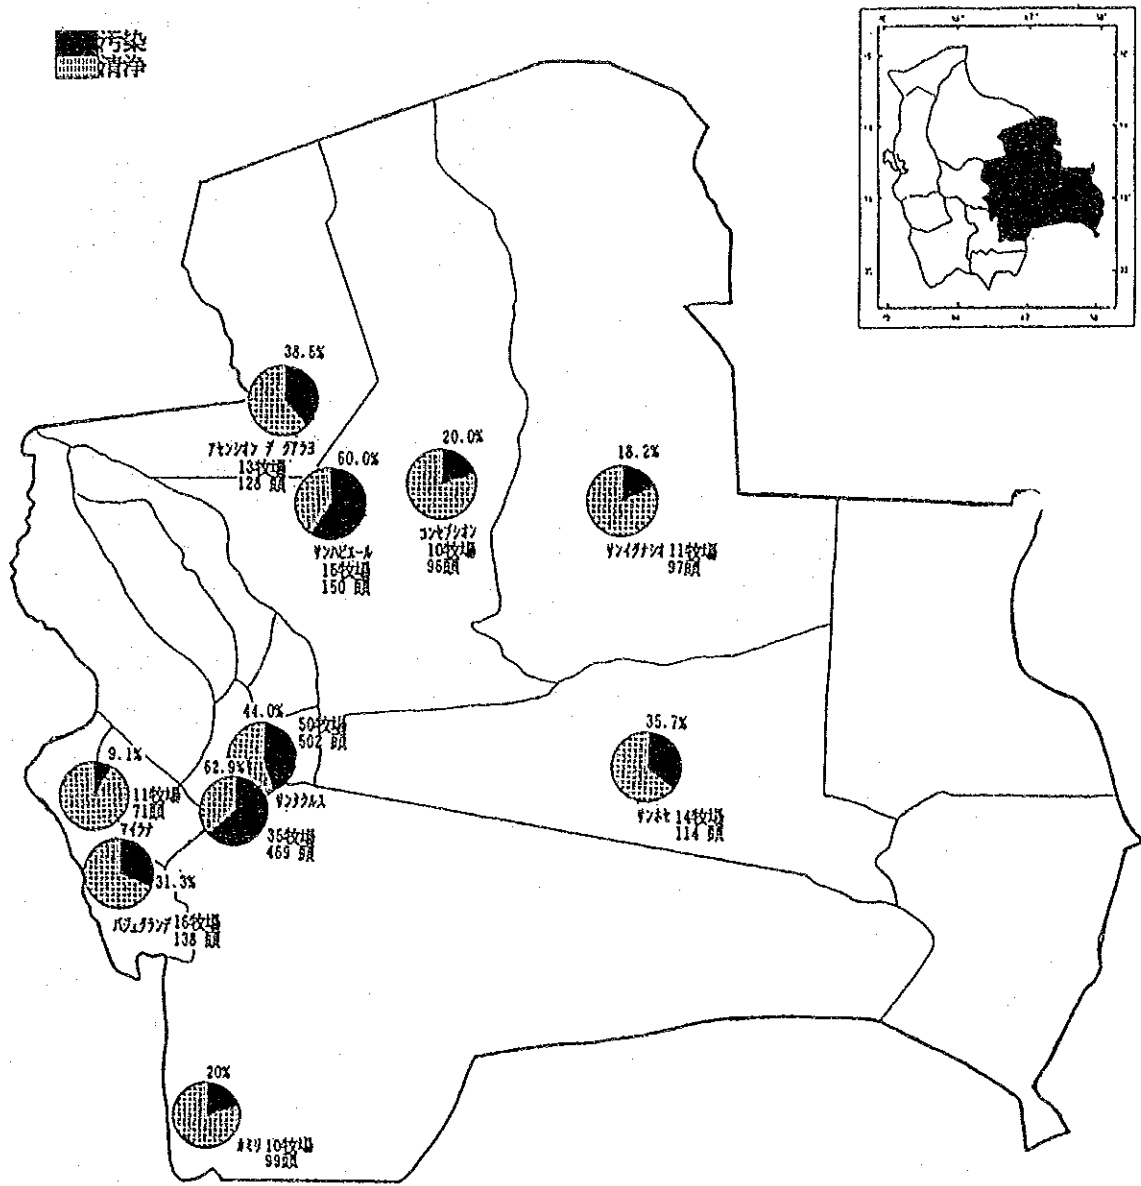 汚染
清浄
38.5%
アセンシオン デ グアラヨ
13牧場
128 頭
60.0%
サンハビエール
15牧場
150 頭
20.0%
コンセプシオン
10牧場
96頭
18.2%
サンイグナシオ 11牧場
97頭
44.0%
50牧場
502 頭
サンタクルス
62.9%
35牧場
469 頭
9.1%
11牧場
71頭
マイラナ
31.3%
バジェグランデ 16牧場
138 頭
35.7%
サンホセ 14牧場
114 頭
20%
カミリ 10牧場
99頭